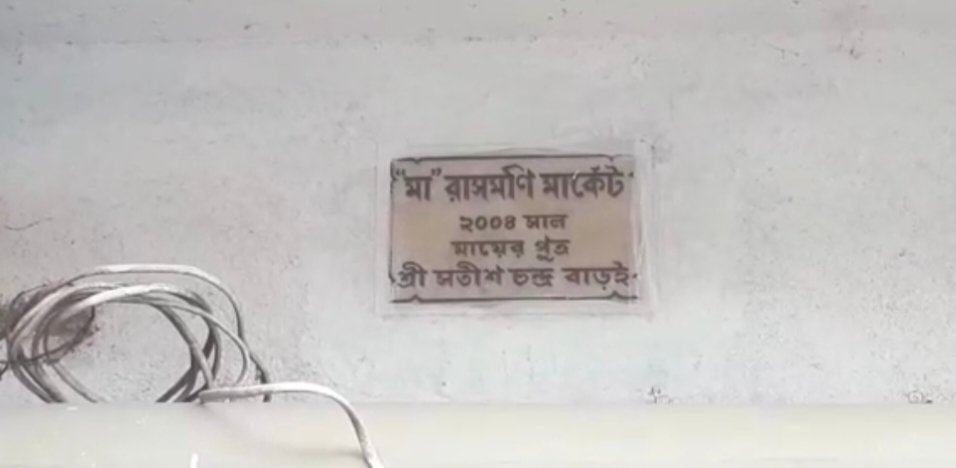 "মা" রাসমণি মার্কেট
২০০৪ সাল
মায়ের পুত্র
শ্রী সতীশ চন্দ্র বাড়ই